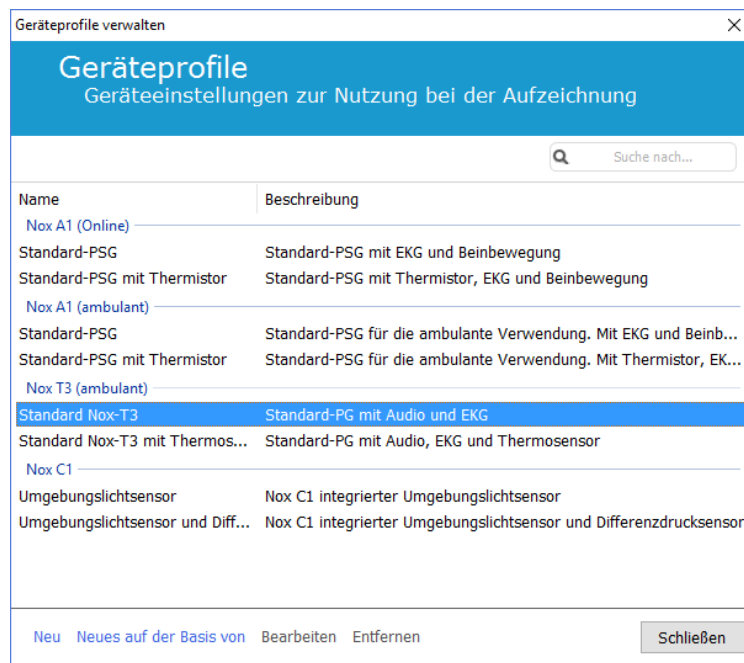 Geräteprofile verwalten
Geräteprofile
Geräteeinstellungen zur Nutzung bei der Aufzeichnung
Suche nach...
Name Beschreibung
Nox A1 (Online)
Standard-PSG Standard-PSG mit EKG und Beinbewegung
Standard-PSG mit Thermistor Standard-PSG mit Thermistor, EKG und Beinbewegung
Nox A1 (ambulant)
Standard-PSG Standard-PSG für die ambulante Verwendung. Mit EKG und Beinb...
Standard-PSG mit Thermistor Standard-PSG für die ambulante Verwendung. Mit Thermistor, EK...
Nox T3 (ambulant)
Standard Nox-T3 Standard-PG mit Audio und EKG
Standard Nox-T3 mit Thermos... Standard-PG mit Audio, EKG und Thermosensor
Nox C1
Umgebungslichtsensor Nox C1 integrierter Umgebungslichtsensor
Umgebungslichtsensor und Diff... Nox C1 integrierter Umgebungslichtsensor und Differenzdrucksensor
Neu Neues auf der Basis von Bearbeiten Entfernen Schließen